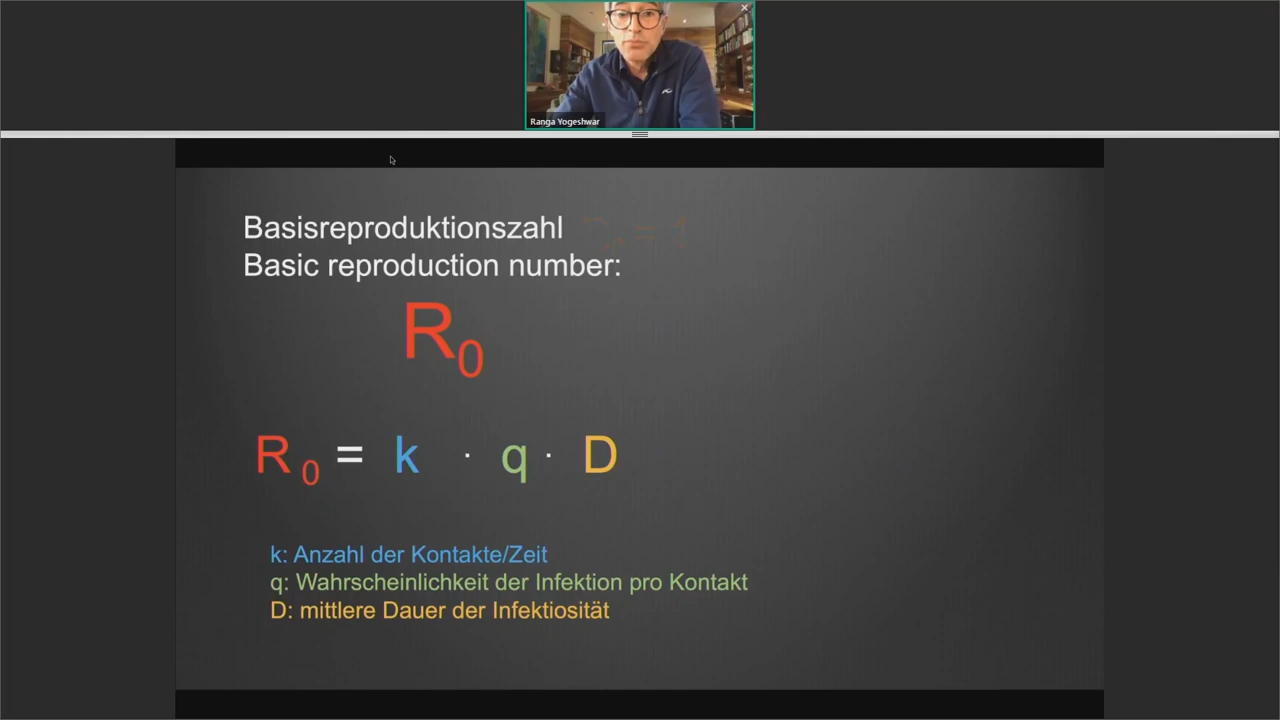 Ranga Yogeshwar
Basisreproduktionszahl
Basic reproduction number:
R0
R0 = k · q · D
k: Anzahl der Kontakte/Zeit
q: Wahrscheinlichkeit der Infektion pro Kontakt
D: mittlere Dauer der Infektiosität